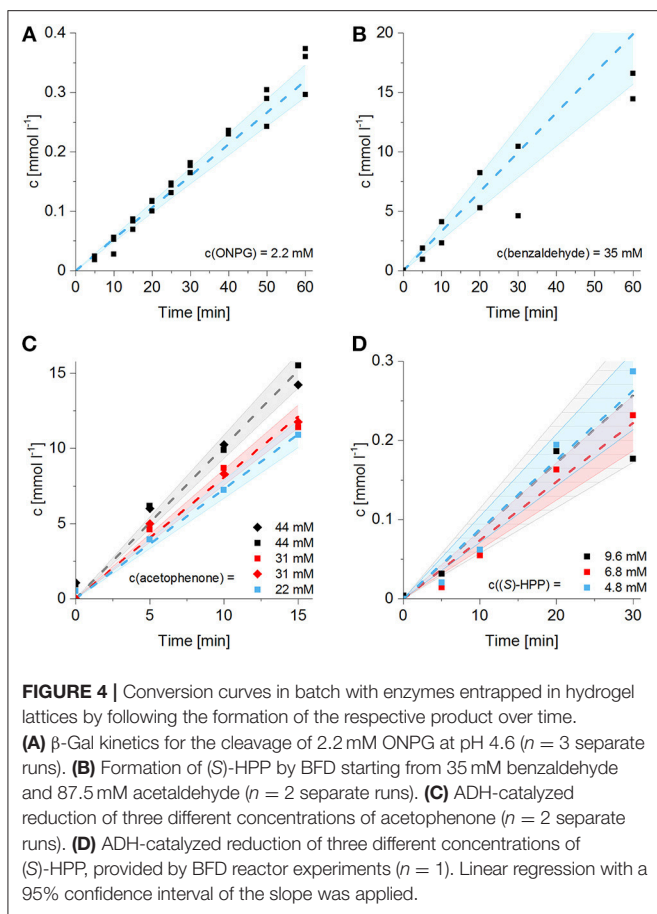 A
c [mmol l⁻¹]
0.4
0.3
0.2
0.1
0
c(ONPG) = 2.2 mM
0 10 20 30 40 50 60
Time [min]
B
c [mmol l⁻¹]
20
15
10
5
0
c(benzaldehyde) = 35 mM
0 10 20 30 40 50 60
Time [min]
C
c [mmol l⁻¹]
15
10
5
0
c(acetophenone) =
44 mM
44 mM
31 mM
31 mM
22 mM
0 5 10 15
Time [min]
D
c [mmol l⁻¹]
0.3
0.2
0.1
0
c((S)-HPP) =
9.6 mM
6.8 mM
4.8 mM
0 10 20 30
Time [min]
FIGURE 4 | Conversion curves in batch with enzymes entrapped in hydrogel
lattices by following the formation of the respective product over time.
(A) β-Gal kinetics for the cleavage of 2.2 mM ONPG at pH 4.6 (n = 3 separate
runs). (B) Formation of (S)-HPP by BFD starting from 35 mM benzaldehyde
and 87.5 mM acetaldehyde (n = 2 separate runs). (C) ADH-catalyzed
reduction of three different concentrations of acetophenone (n = 2 separate
runs). (D) ADH-catalyzed reduction of three different concentrations of
(S)-HPP, provided by BFD reactor experiments (n = 1). Linear regression with a
95% confidence interval of the slope was applied.